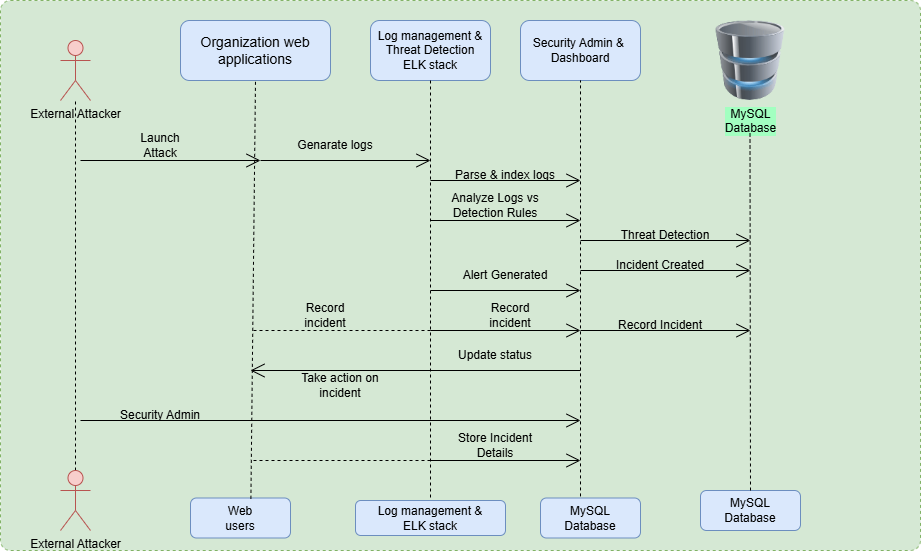 Organization web
applications
Log management &
Threat Detection
ELK stack
Security Admin &
Dashboard
External Attacker
MySQL
Database
Launch
Attack
Genarate logs
Parse & index logs
Analyze Logs vs
Detection Rules
Threat Detection
Incident Created
Alert Generated
Record
incident
Record
incident
Record Incident
Update status
Take action on
incident
Security Admin
Store Incident
Details
External Attacker
Web
users
Log management &
ELK stack
MySQL
Database
MySQL
Database